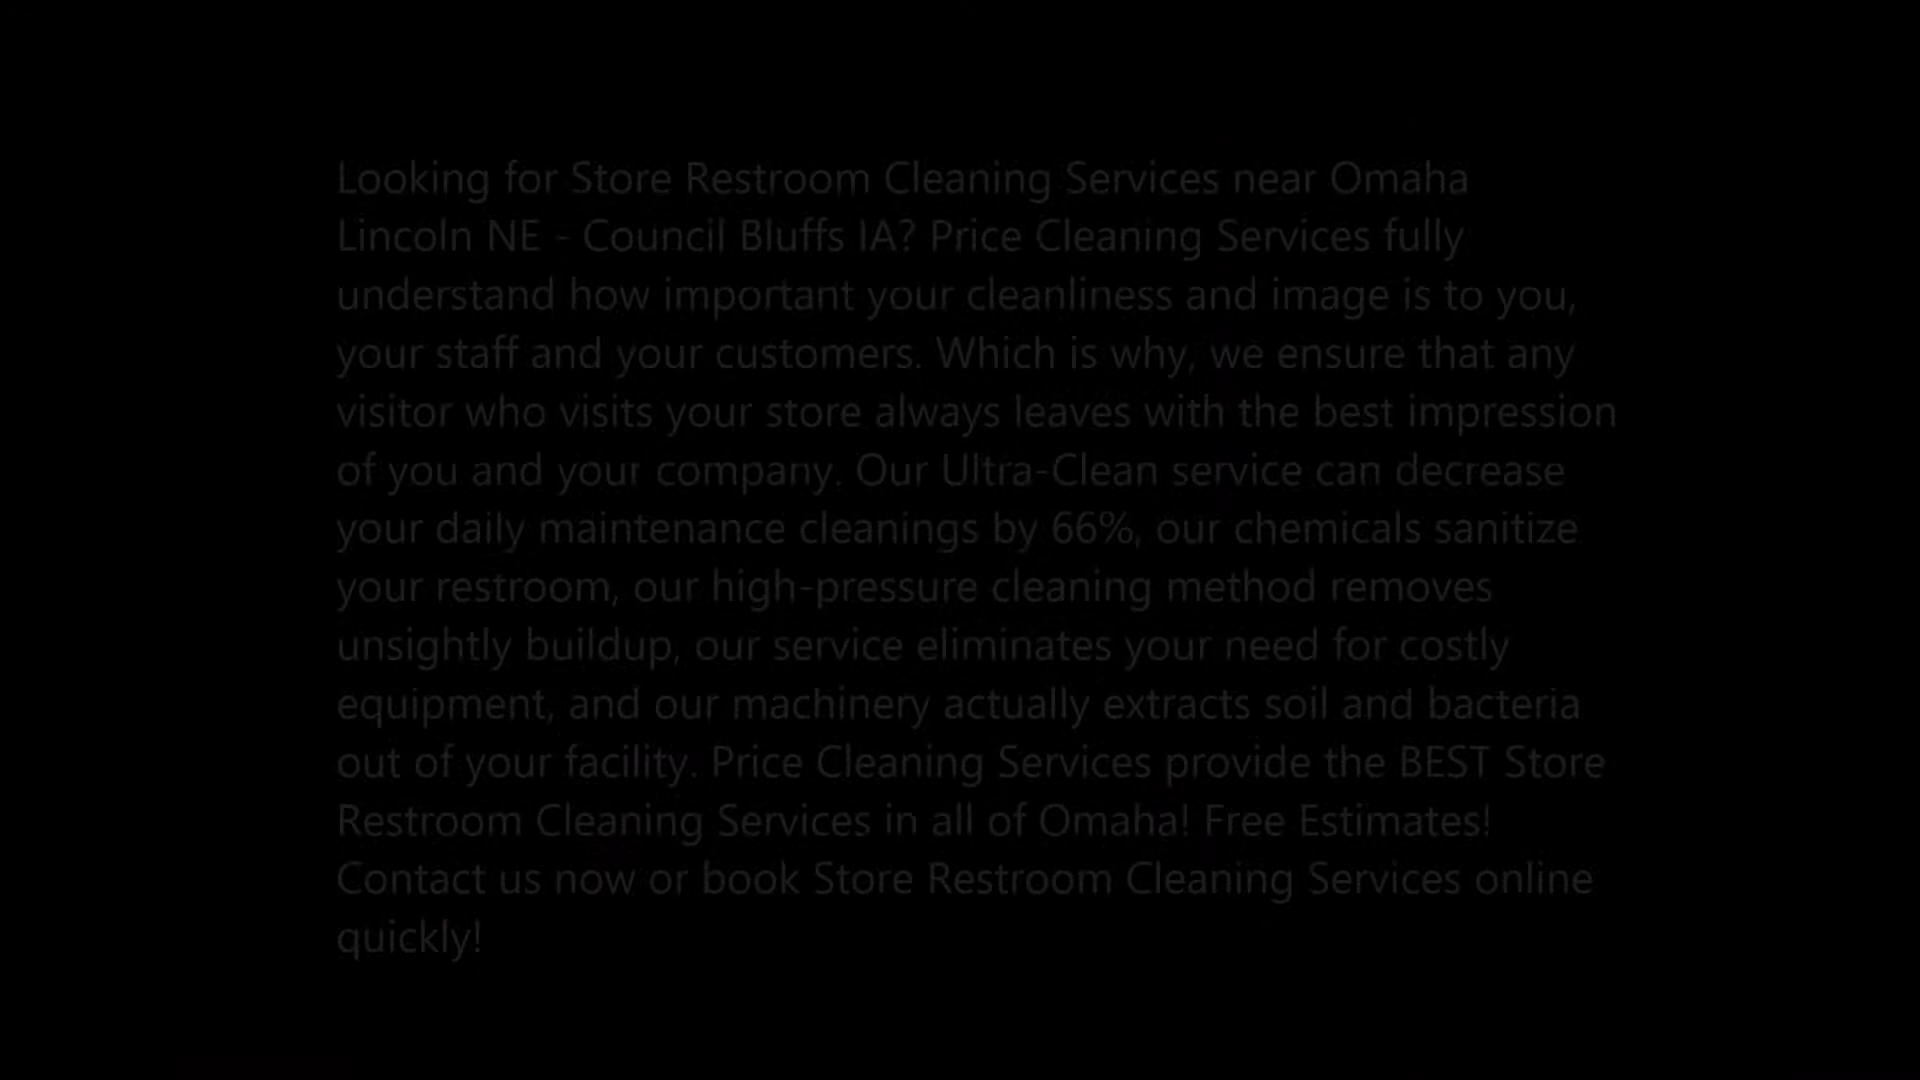 Looking for Store Restroom Cleaning Services near Omaha
Lincoln NE - Council Bluffs IA? Price Cleaning Services fully
understand how important your cleanliness and image is to you,
your staff and your customers. Which is why, we ensure that any
visitor who visits your store always leaves with the best impression
of you and your company. Our Ultra-Clean service can decrease
your daily maintenance cleanings by 66%, our chemicals sanitize
your restroom, our high-pressure cleaning method removes
unsightly buildup, our service eliminates your need for costly
equipment, and our machinery actually extracts soil and bacteria
out of your facility. Price Cleaning Services provide the BEST Store
Restroom Cleaning Services in all of Omaha! Free Estimates!
Contact us now or book Store Restroom Cleaning Services online
quickly!